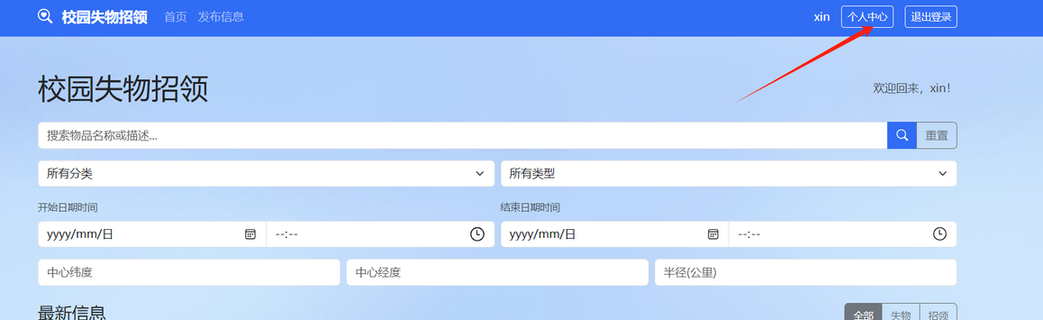 校园失物招领 首页 发布信息 xin 个人中心 退出登录
校园失物招领
欢迎回来，xin！
搜索物品名称或描述... 重置
所有分类 所有类型
开始日期时间 结束日期时间
yyyy/mm/日 --:-- yyyy/mm/日 --:--
中心纬度 中心经度 半径(公里)
最新信息 全部 失物 招领